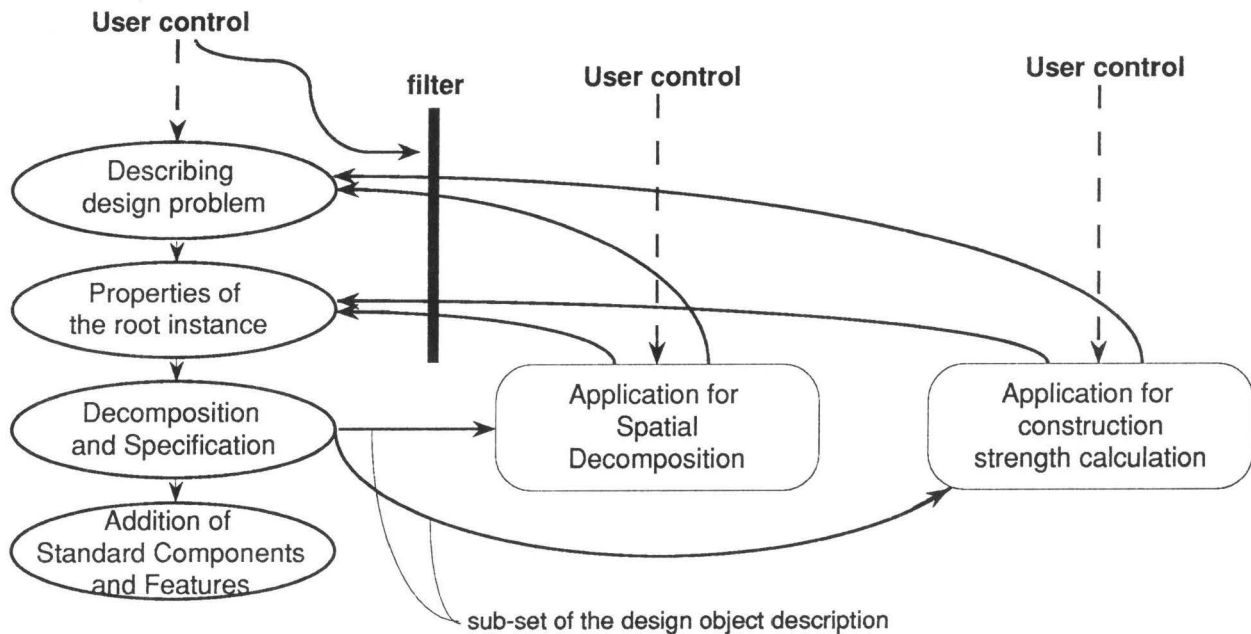 User control
filter
User control
User control
Describing
design problem
Properties of
the root instance
Decomposition
and Specification
Addition of
Standard Components
and Features
Application for
Spatial
Decomposition
Application for
construction
strength calculation
sub-set of the design object description